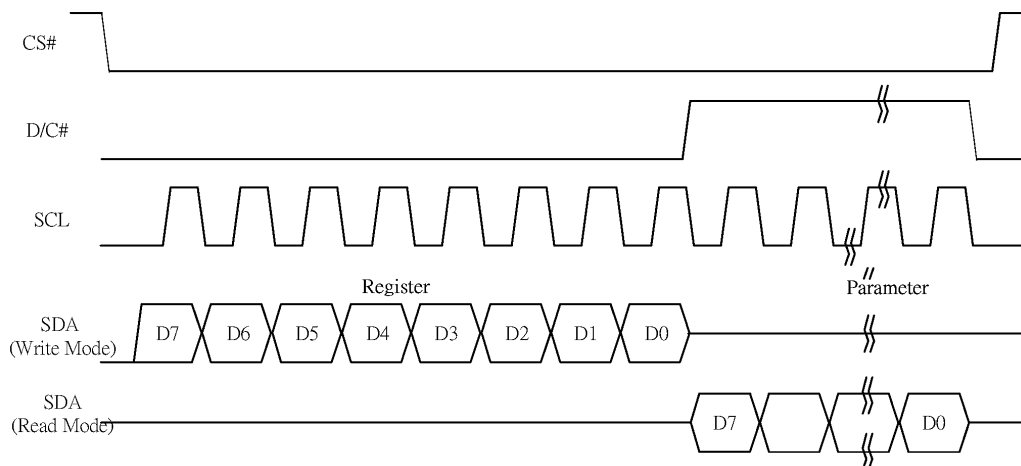 CS#
D/C#
SCL
Register
Parameter
SDA
(Write Mode)
D7 D6 D5 D4 D3 D2 D1 D0
SDA
(Read Mode)
D7 D0